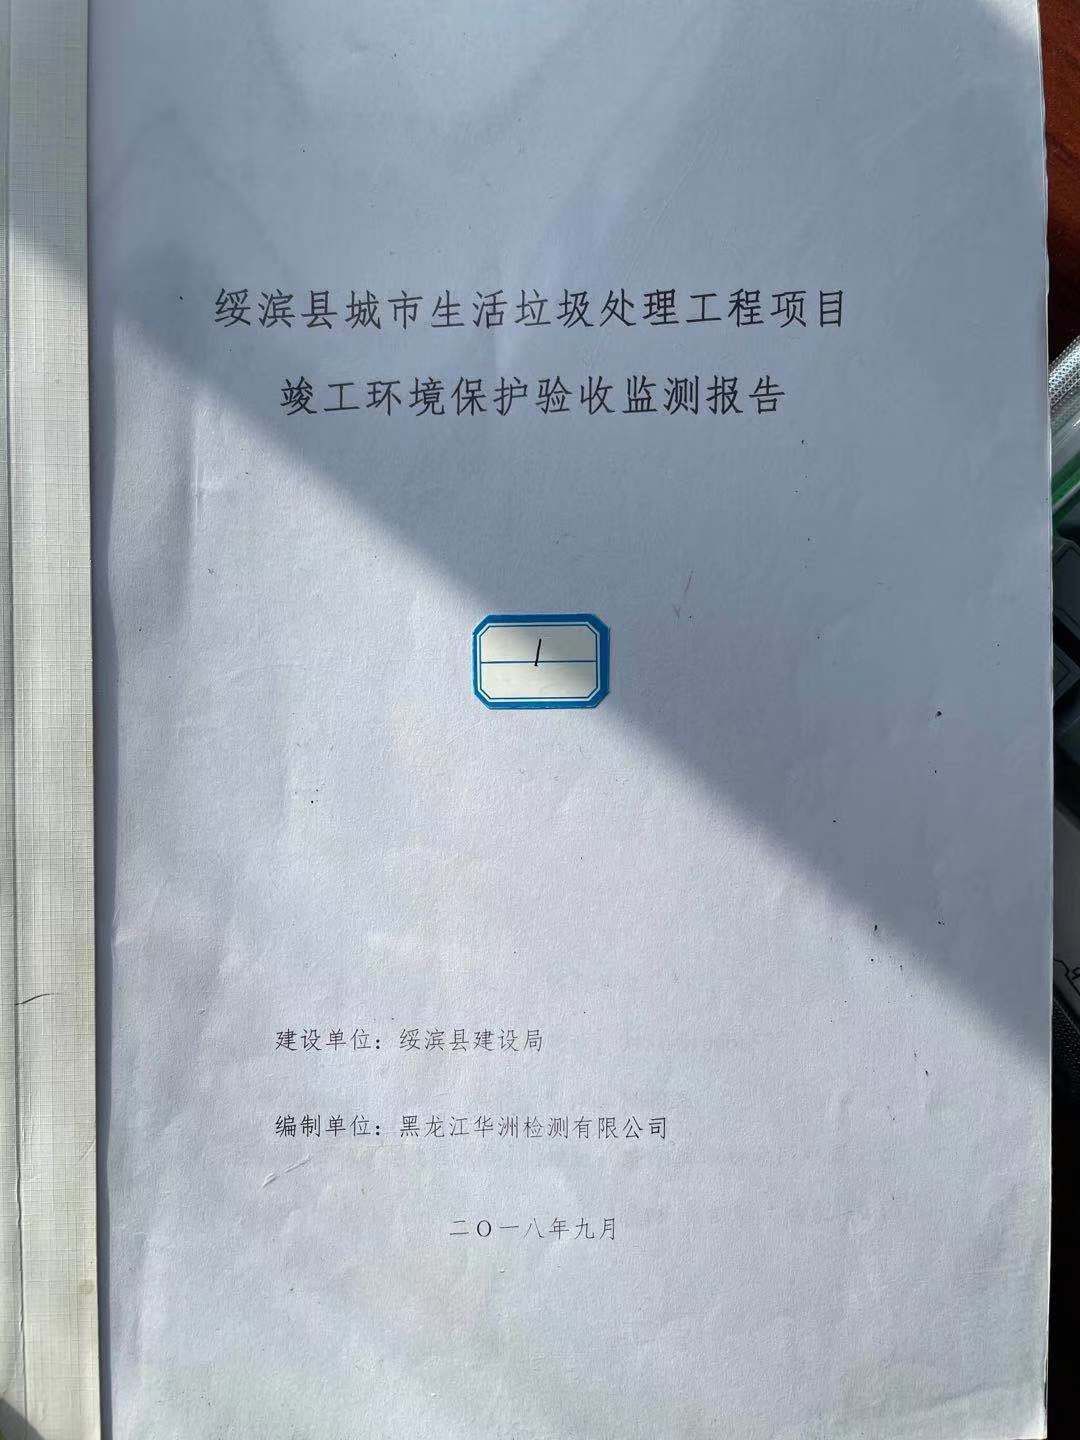 绥滨县城市生活垃圾处理工程项目
竣工环境保护验收监测报告
1
建设单位：绥滨县建设局
编制单位：黑龙江华洲检测有限公司
二〇一八年九月